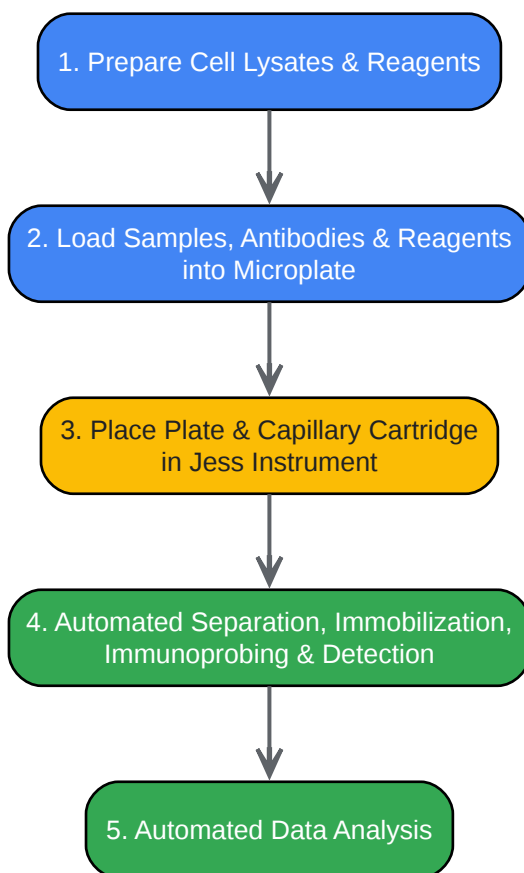 1. Prepare Cell Lysates & Reagents
2. Load Samples, Antibodies & Reagents
into Microplate
3. Place Plate & Capillary Cartridge
in Jess Instrument
4. Automated Separation, Immobilization,
Immunoprobing & Detection
5. Automated Data Analysis